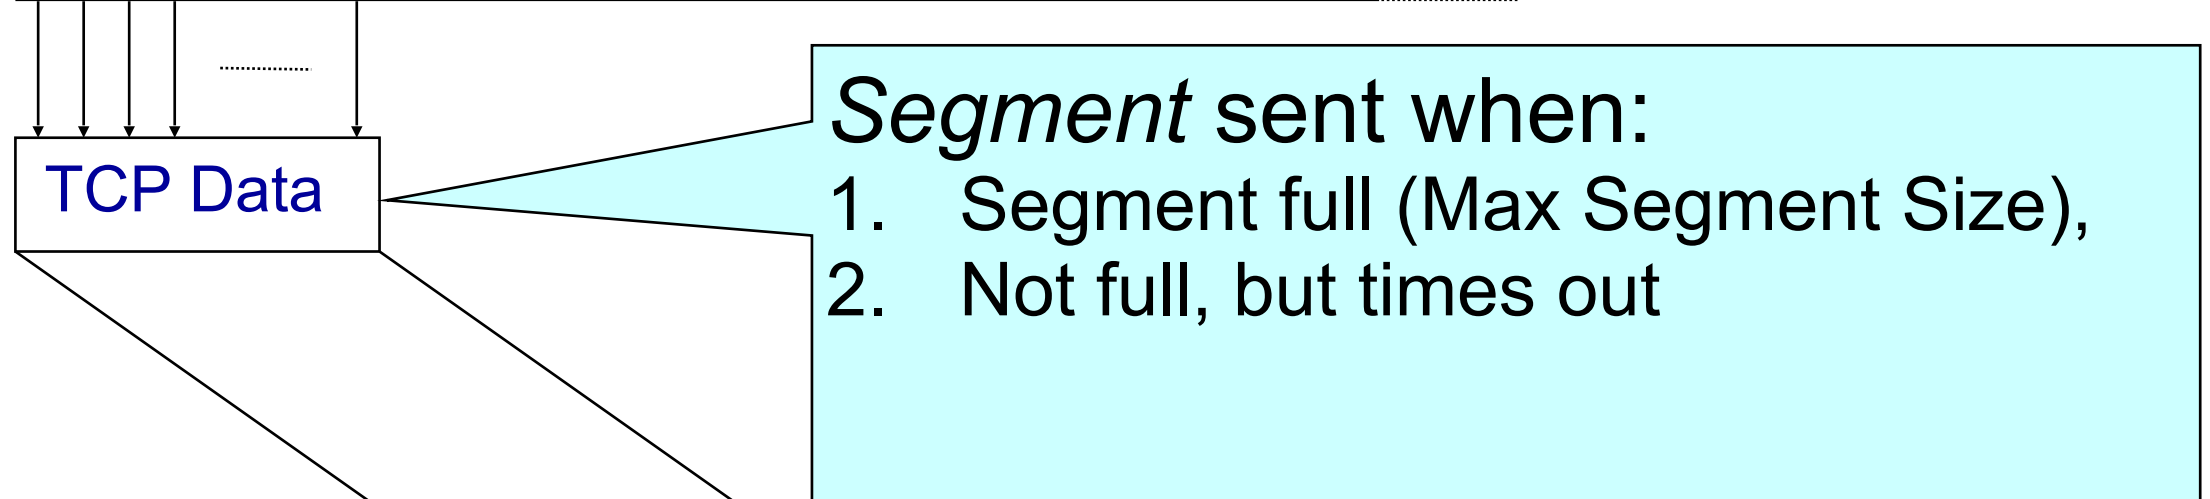 TCP Data
Segment sent when:
1. Segment full (Max Segment Size),
2. Not full, but times out